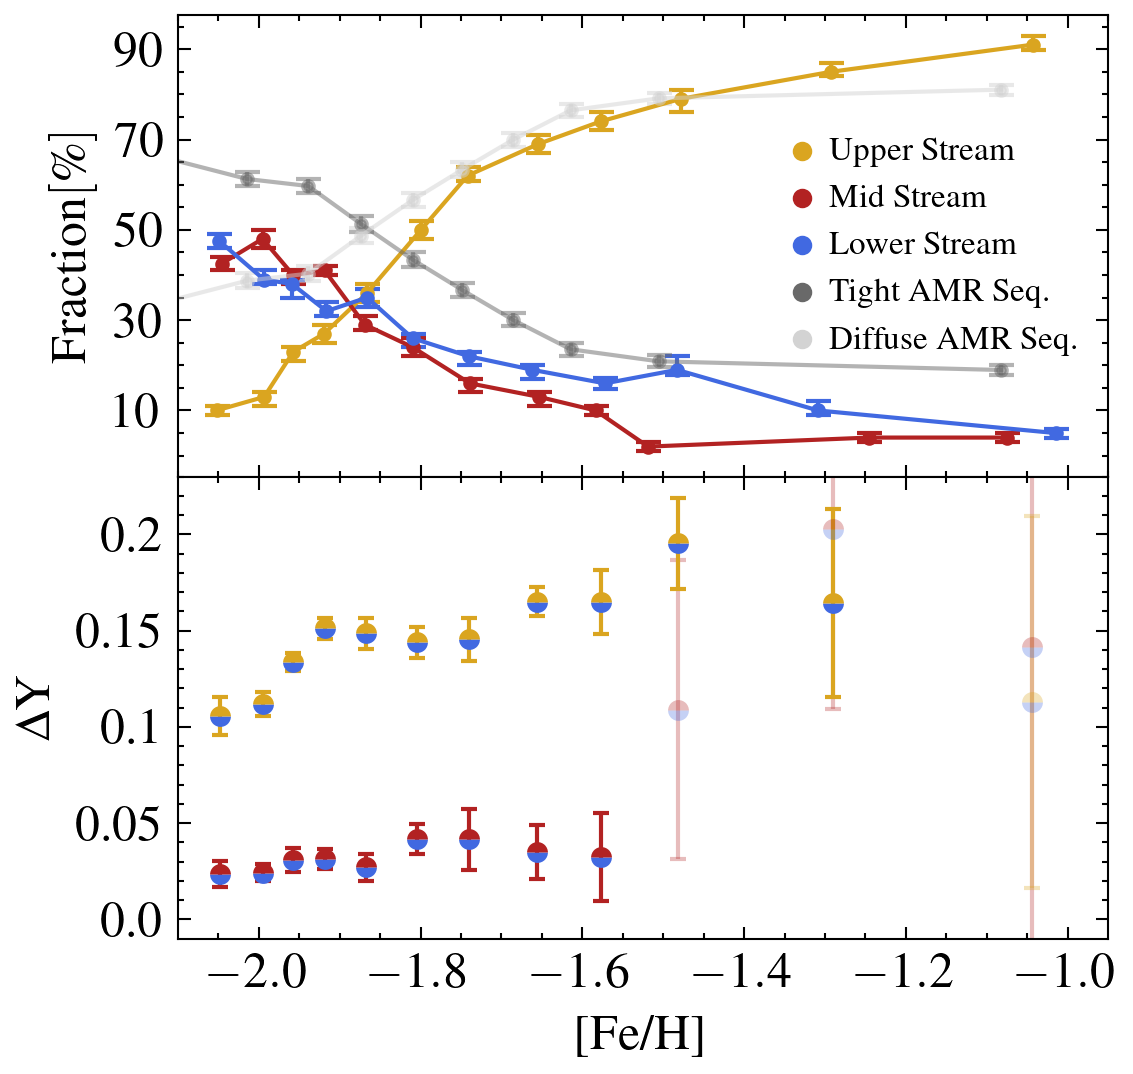 90
70
50
30
10
Fraction[%]
Upper Stream
Mid Stream
Lower Stream
Tight AMR Seq.
Diffuse AMR Seq.
0.2
0.15
0.1
0.05
0.0
ΔY
−2.0 −1.8 −1.6 −1.4 −1.2 −1.0
[Fe/H]